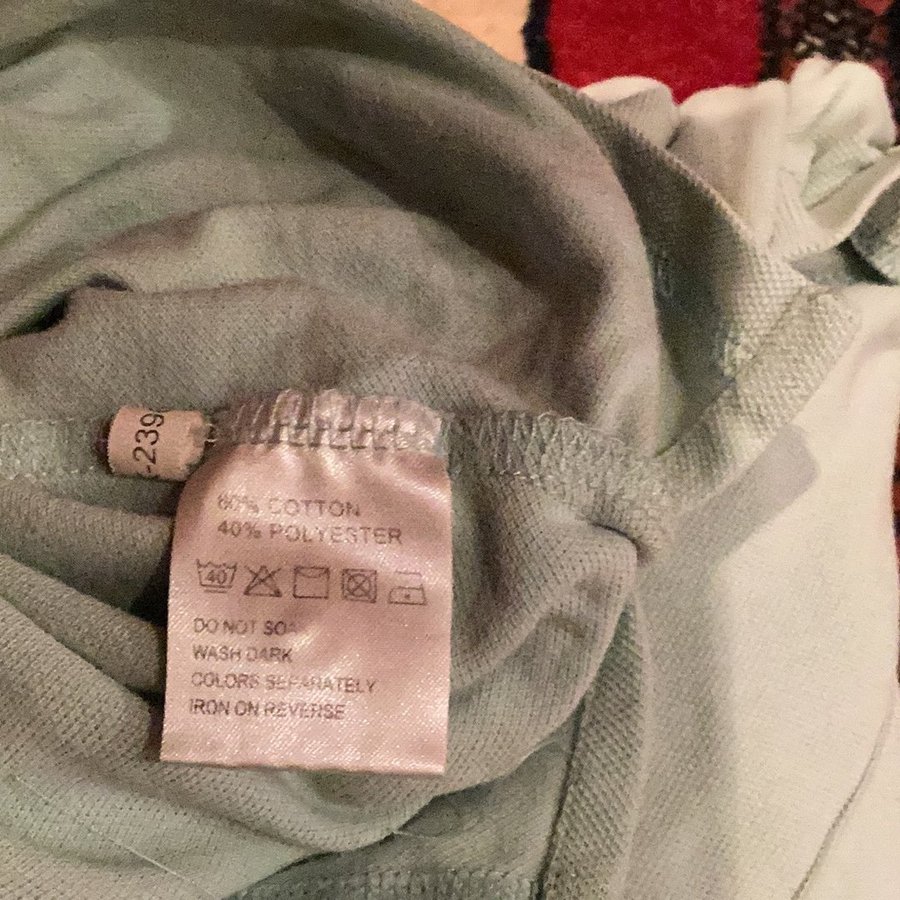 -239
60% COTTON
40% POLYESTER
40
DO NOT
WASH DARK
COLORS SEPARATELY
IRON ON REVERSE